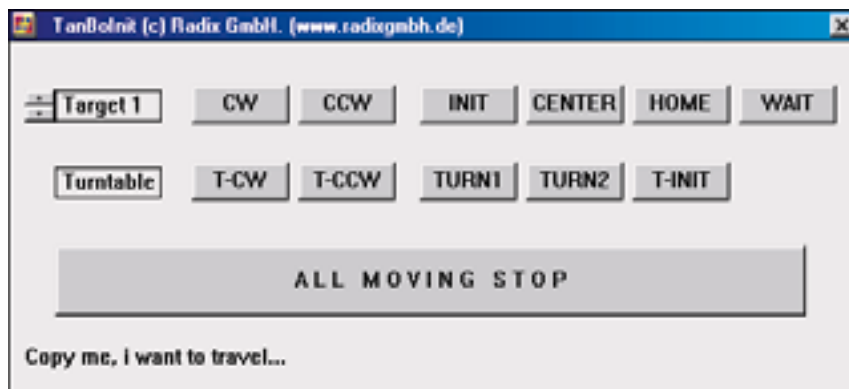 TanBoInit (c) Radix GmbH. (www.radixgmbh.de)
Target 1 CW CCW INIT CENTER HOME WAIT
Turntable T-CW T-CCW TURN1 TURN2 T-INIT
ALL MOVING STOP
Copy me, i want to travel...